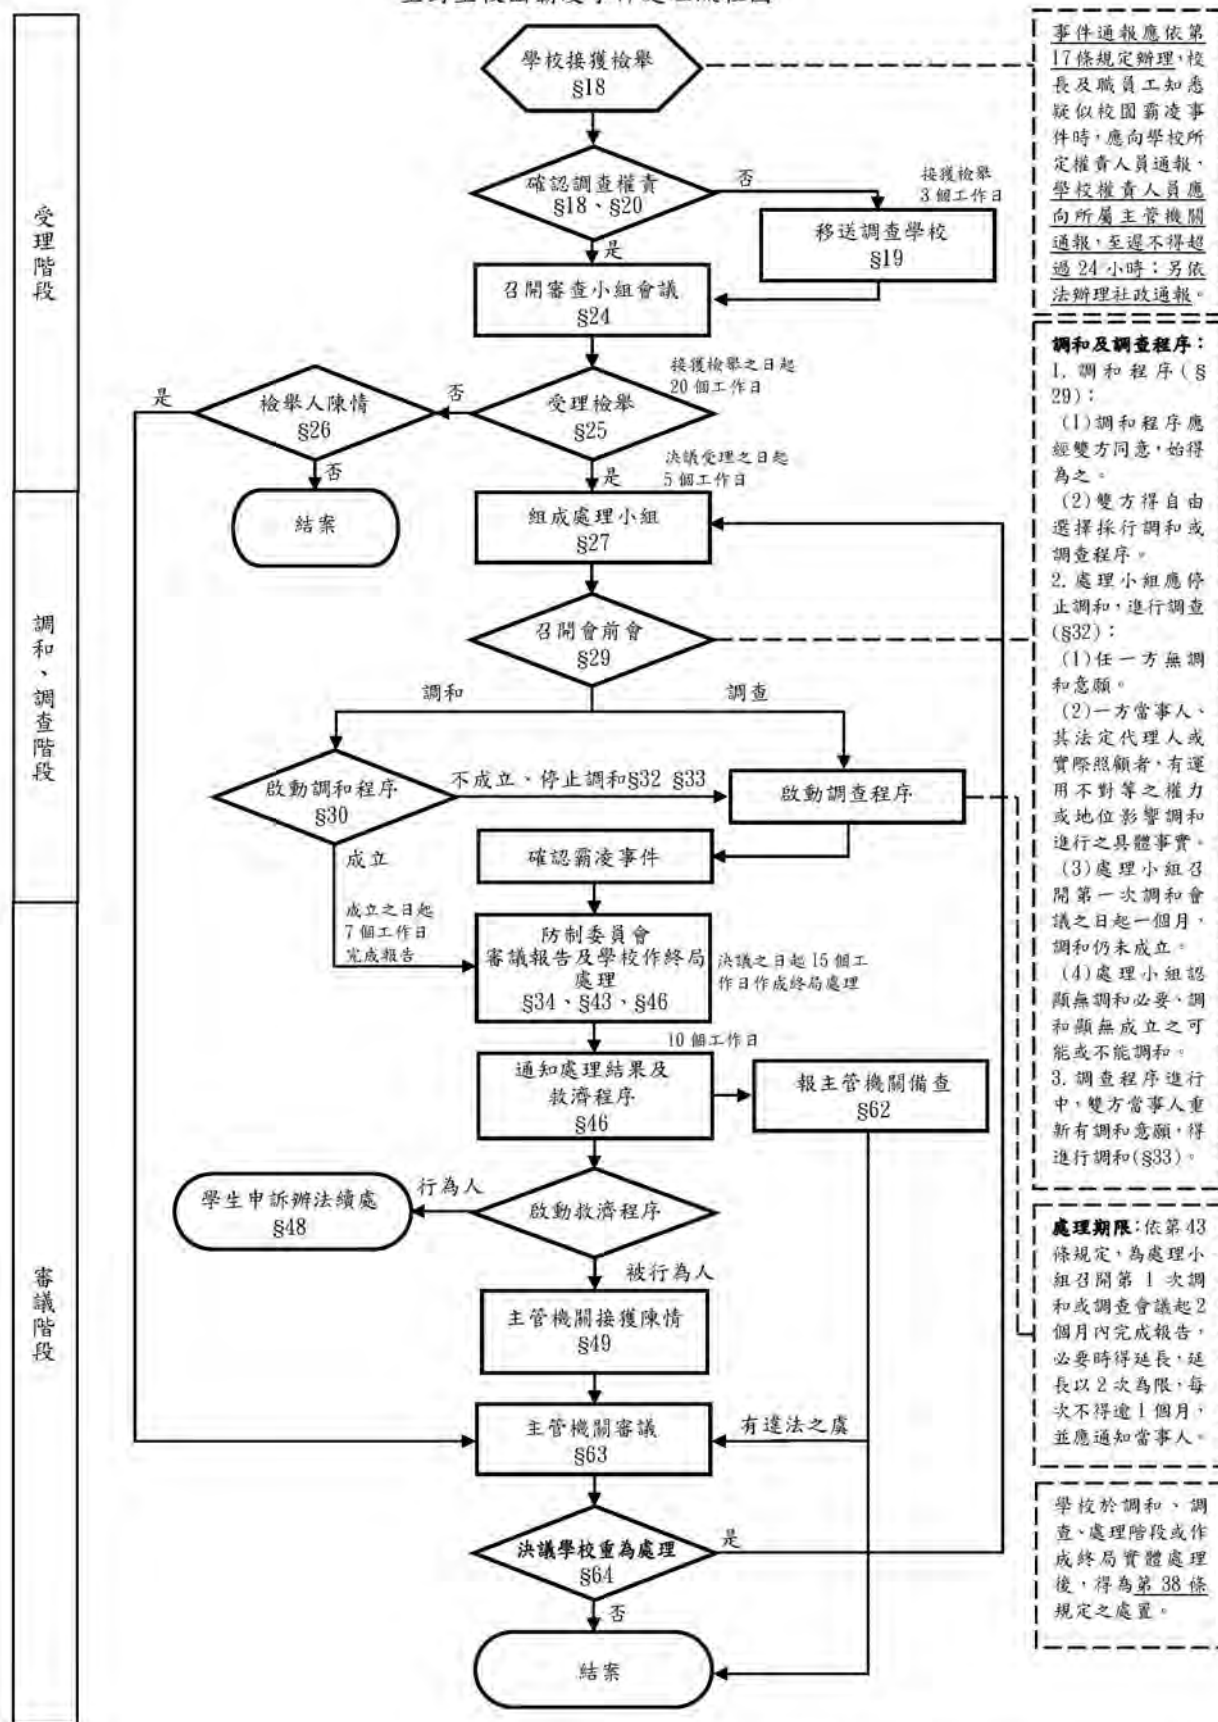 學校接獲檢舉
§18
確認調查權責
§18、§20
否
接獲檢舉
3 個工作日
移送調查學校
§19
是
召開審查小組會議
§24
接獲檢舉之日起
20 個工作日
受理檢舉
§25
否
檢舉人陳情
§26
是
否
結案
決議受理之日起
5 個工作日
是
組成處理小組
§27
召開會前會
§29
調和
調查
啟動調和程序
§30
不成立、停止調和§32 §33
啟動調查程序
成立
確認霸凌事件
成立之日起
7 個工作日
完成報告
防制委員會
審議報告及學校作終局
處理
§34、§43、§46
決議之日起 15 個工
作日作成終局處理
10 個工作日
通知處理結果及
救濟程序
§46
報主管機關備查
§62
啟動救濟程序
行為人
學生申訴辦法續處
§48
被行為人
主管機關接獲陳情
§49
主管機關審議
§63
有違法之虞
決議學校重為處理
§64
是
否
結案
受理階段
調和、調查階段
審議階段
事件通報應依第
17條規定辦理，校
長及職員工知悉
疑似校園霸凌事
件時，應向學校所
定權責人員通報，
學校權責人員應
向所屬主管機關
通報，至遲不得超
過 24 小時；另依
法辦理社政通報。
調和及調查程序：
1. 調和程序(§
29)：
(1)調和程序應
經雙方同意，始得
為之。
(2)雙方得自由
選擇採行調和或
調查程序。
2. 處理小組應停
止調和，進行調查
(§32)：
(1)任一方無調
和意願。
(2)一方當事人、
其法定代理人或
實際照顧者，有運
用不對等之權力
或地位影響調和
進行之具體事實。
(3)處理小組召
開第一次調和會
議之日起一個月，
調和仍未成立。
(4)處理小組認
顯無調和必要、調
和顯無成立之可
能或不能調和。
3. 調查程序進行
中，雙方當事人重
新有調和意願，得
進行調和(§33)。
處理期限：依第 43
條規定，為處理小
組召開第 1 次調
和或調查會議起 2
個月內完成報告，
必要時得延長，延
長以 2 次為限，每
次不得逾 1 個月，
並應通知當事人。
學校於調和、調
查、處理階段或作
成終局實體處理
後，得為第 38 條
規定之處置。